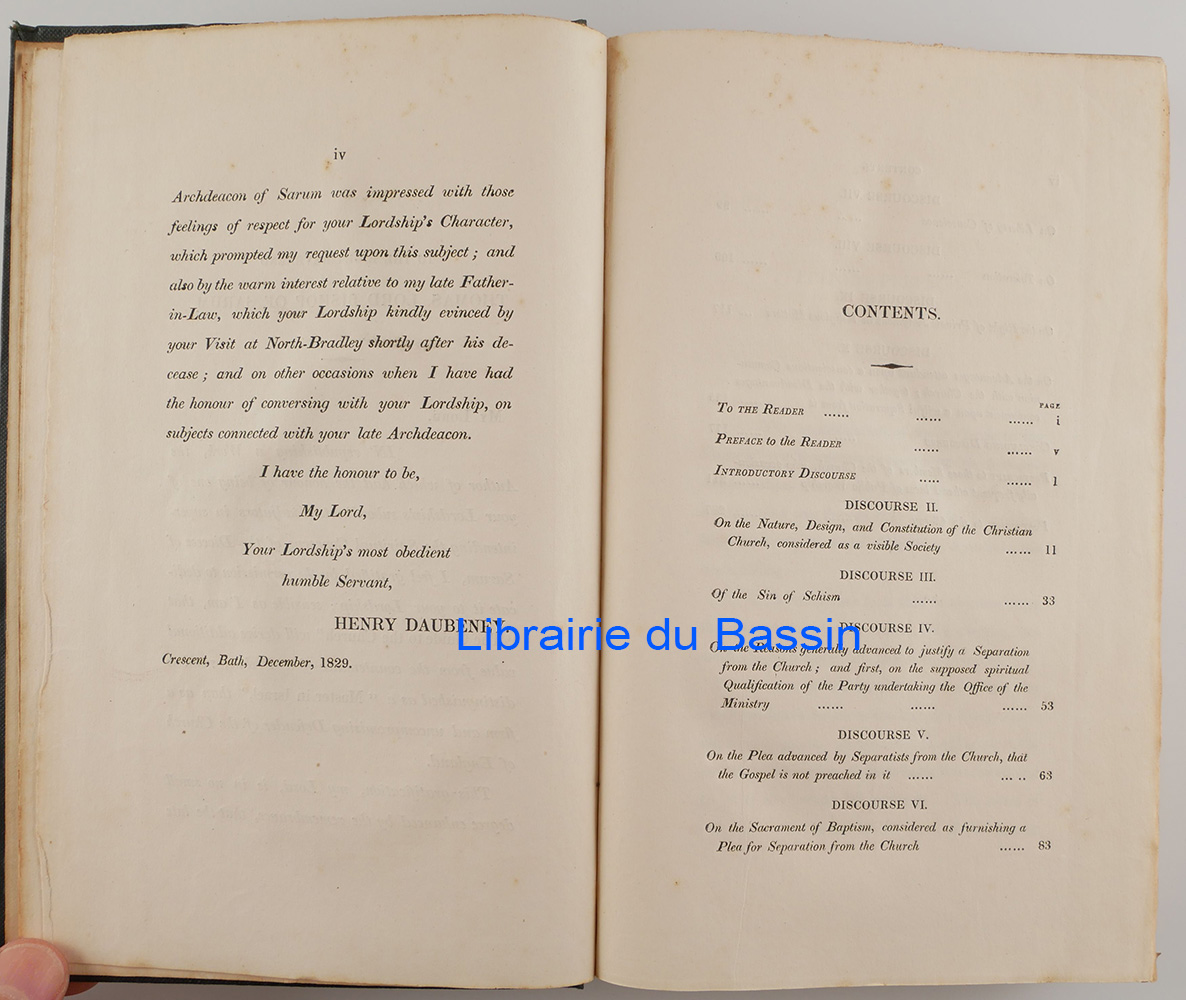 iv
Archdeacon of Sarum was impressed with those
feelings of respect for your Lordship's Character,
which prompted my request upon this subject ; and
also by the warm interest relative to my late Father-
in-Law, which your Lordship kindly evinced by
your Visit at North-Bradley shortly after his de-
cease ; and on other occasions when I have had
the honour of conversing with your Lordship, on
subjects connected with your late Archdeacon.
I have the honour to be,
My Lord,
Your Lordship's most obedient
humble Servant,
HENRY DAUBENEY.
Crescent, Bath, December, 1829.
CONTENTS.
PAGE
To the Reader ...... ...... ...... i
Preface to the Reader ...... ...... v
Introductory Discourse ..... ...... 1
DISCOURSE II.
On the Nature, Design, and Constitution of the Christian
Church, considered as a visible Society ...... 11
DISCOURSE III.
Of the Sin of Schism ...... ...... 33
DISCOURSE IV.
On the Reasons generally advanced to justify a Separation
from the Church ; and first, on the supposed spiritual
Qualification of the Party undertaking the Office of the
Ministry ...... ...... ...... 53
DISCOURSE V.
On the Plea advanced by Separatists from the Church, that
the Gospel is not preached in it ...... ... .. 63
DISCOURSE VI.
On the Sacrament of Baptism, considered as furnishing a
Plea for Separation from the Church ...... 83
Librairie du Bassin